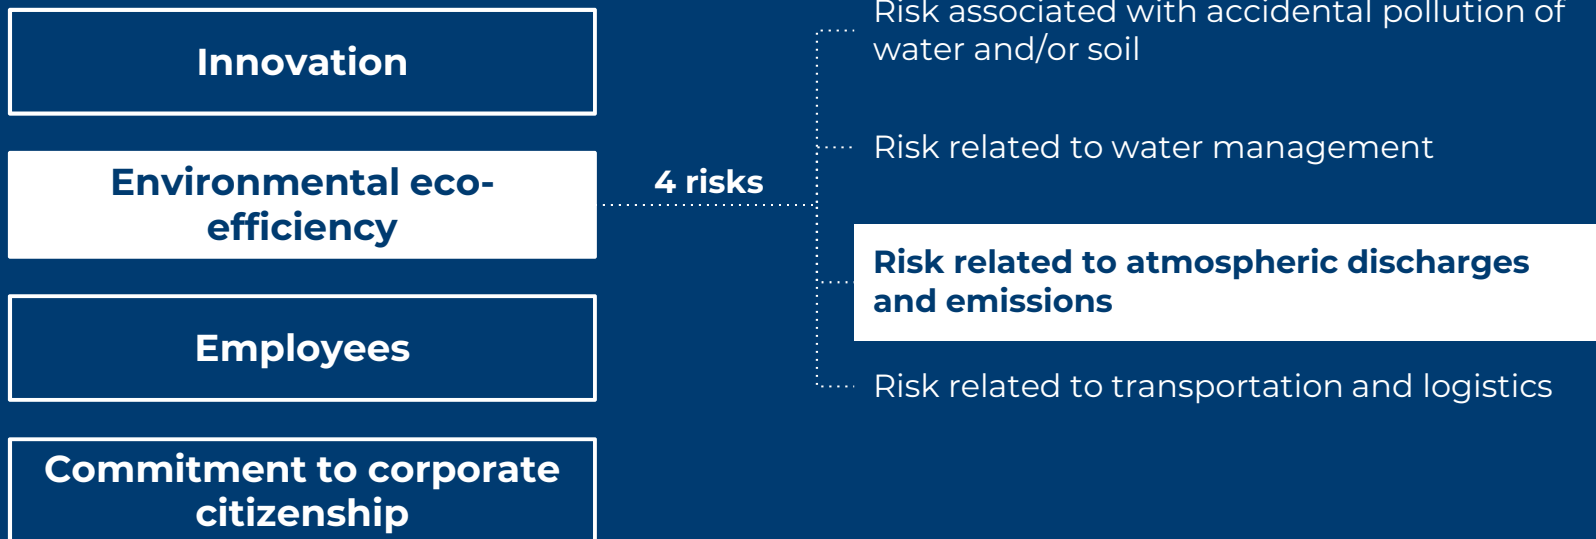 Innovation
Environmental eco-
efficiency
Employees
Commitment to corporate
citizenship
4 risks
Risk associated with accidental pollution of
water and/or soil
Risk related to water management
Risk related to atmospheric discharges
and emissions
Risk related to transportation and logistics